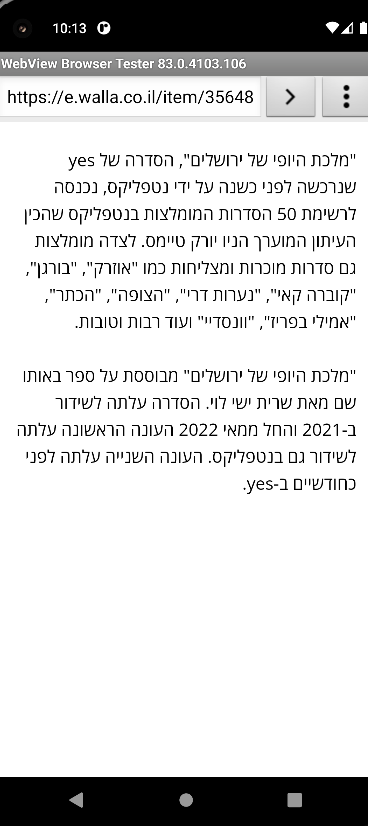 10:13
WebView Browser Tester 83.0.4103.106
https://e.walla.co.il/item/35648
"מלכת היופי של ירושלים", הסדרה של yes
שנרכשה לפני כשנה על ידי נטפליקס, נכנסה
לרשימת 50 הסדרות המומלצות בנטפליקס שהכין
העיתון המוערך הניו יורק טיימס. לצדה מומלצות
גם סדרות מוכרות ומצליחות כמו "אוזרק", "בורגן",
"קוברה קאי", "נערות דרי", "הצופה", "הכתר",
"אמילי בפריז", "וונסדיי" ועוד רבות וטובות.
"מלכת היופי של ירושלים" מבוססת על ספר באותו
שם מאת שרית ישי לוי. הסדרה עלתה לשידור
ב-2021 והחל ממאי 2022 העונה הראשונה עלתה
לשידור גם בנטפליקס. העונה השנייה עלתה לפני
כחודשיים ב-yes.